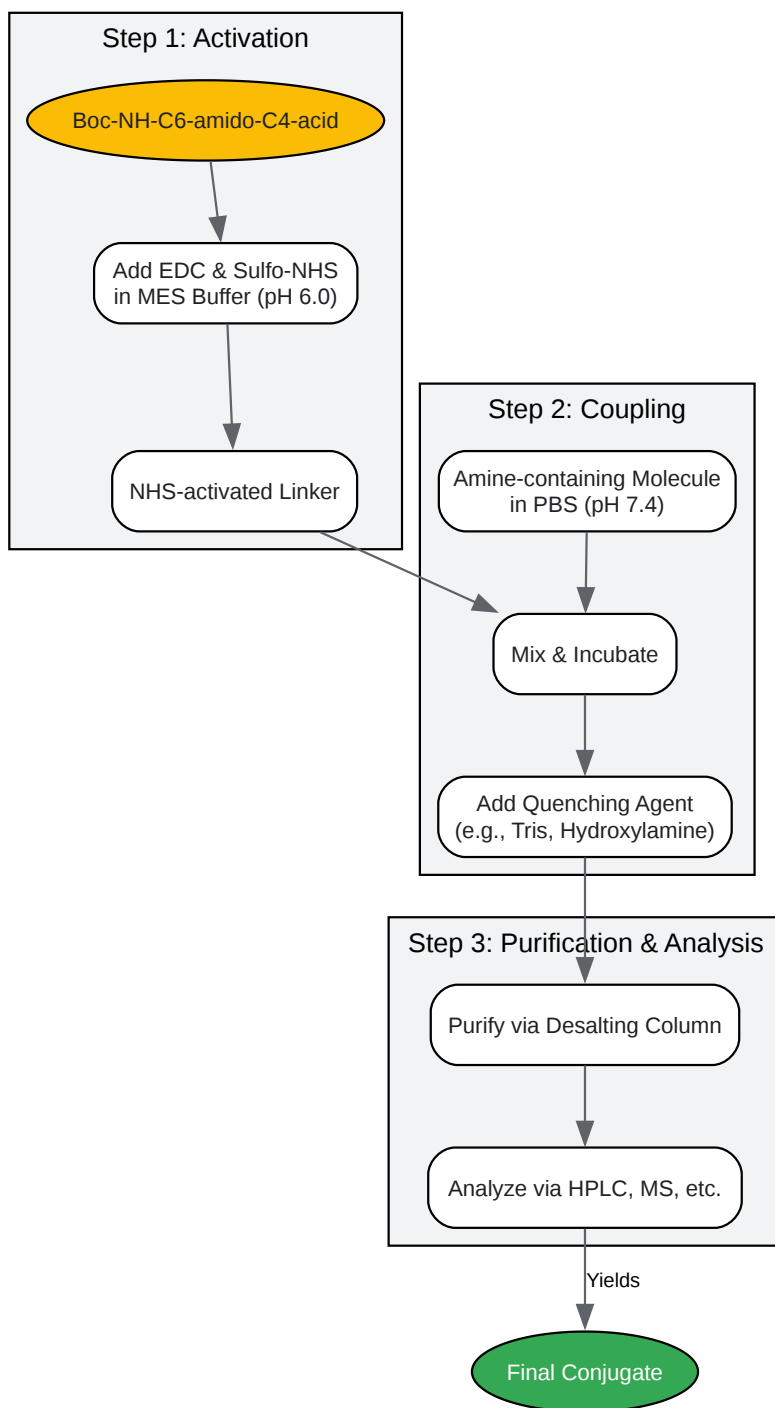 Step 1: Activation
Boc-NH-C6-amido-C4-acid
Add EDC & Sulfo-NHS
in MES Buffer (pH 6.0)
NHS-activated Linker
Step 2: Coupling
Amine-containing Molecule
in PBS (pH 7.4)
Mix & Incubate
Add Quenching Agent
(e.g., Tris, Hydroxylamine)
Step 3: Purification & Analysis
Purify via Desalting Column
Analyze via HPLC, MS, etc.
Yields
Final Conjugate